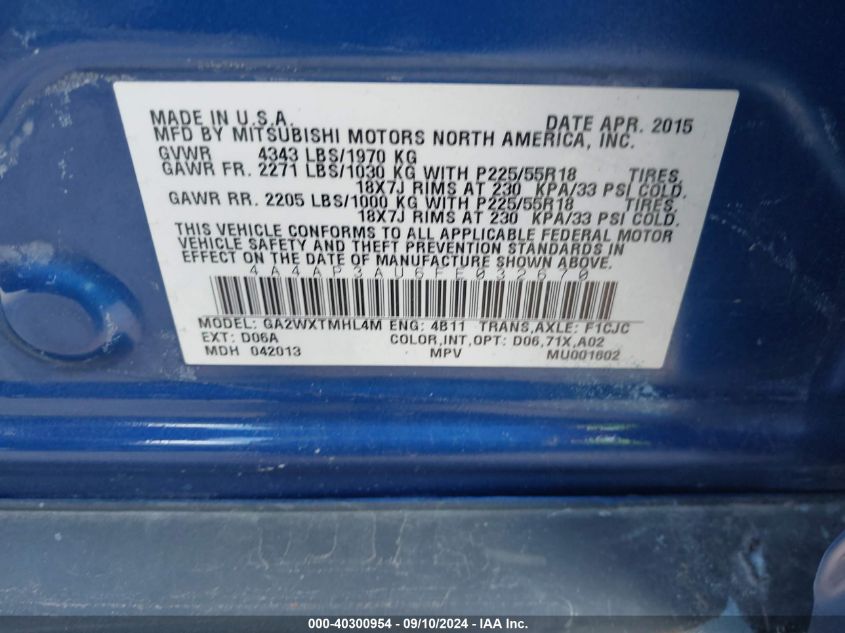 MADE IN U.S.A. DATE APR. 2015
MFD BY MITSUBISHI MOTORS NORTH AMERICA, INC.
GVWR 4343 LBS/1970 KG
GAWR FR. 2271 LBS/1030 KG WITH P225/55R18 TIRES,
18X7J RIMS AT 230 KPA/33 PSI COLD.
GAWR RR. 2205 LBS/1000 KG WITH P225/55R18 TIRES,
18X7J RIMS AT 230 KPA/33 PSI COLD.
THIS VEHICLE CONFORMS TO ALL APPLICABLE FEDERAL MOTOR
VEHICLE SAFETY AND THEFT PREVENTION STANDARDS IN
EFFECT ON THE DATE OF MANUFACTURE SHOWN ABOVE.
4A4AP3AU6FE032670
MODEL: GA2WXTMHL4M ENG: 4B11 TRANS,AXLE: F1CJC
EXT: D06A COLOR,INT,OPT: D06,71X,A02
MDH 042013 MPV MU001602
000-40300954 - 09/10/2024 - IAA Inc.